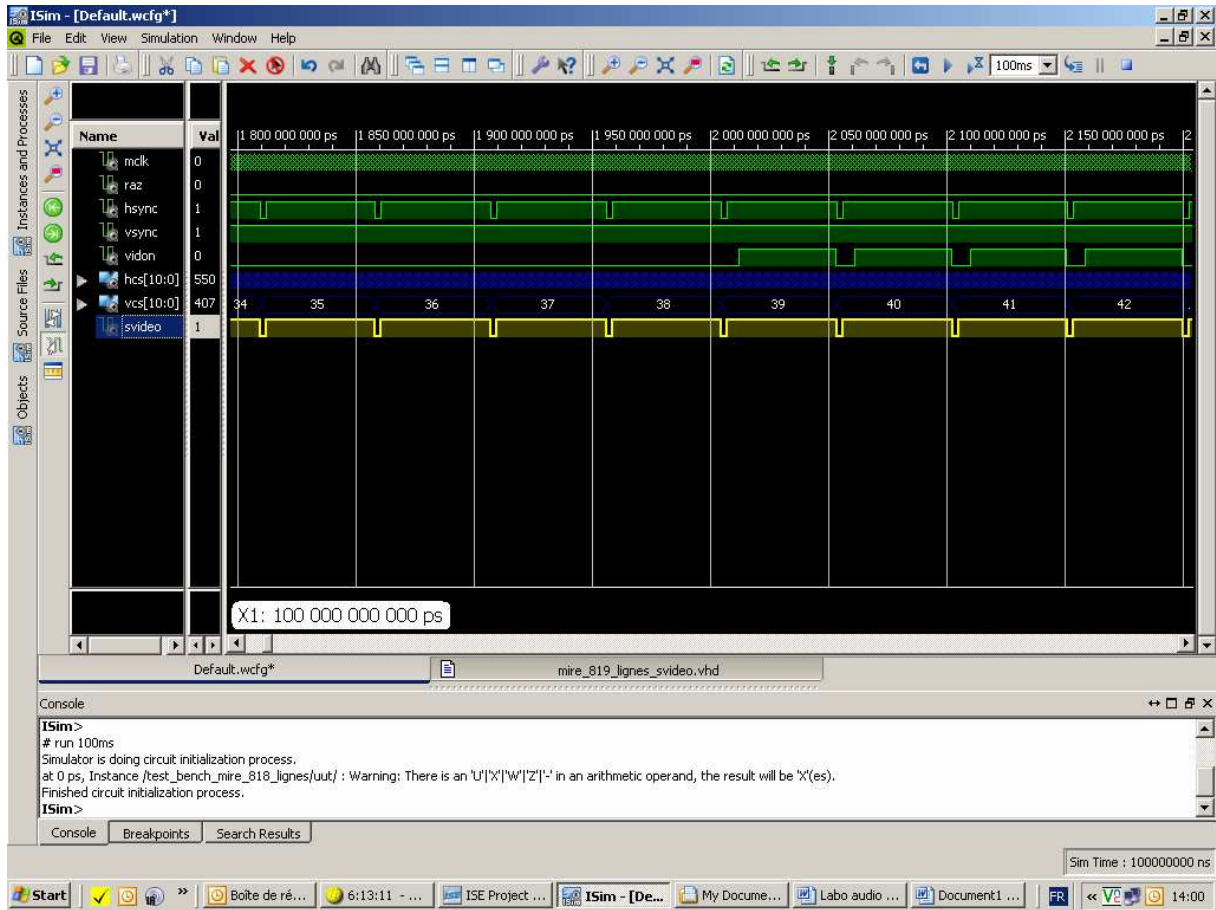 ISim - [Default.wcfg*]
File Edit View Simulation Window Help
100ms
Instances and Processes
Source Files
Objects
Name Val
|1 800 000 000 ps |1 850 000 000 ps |1 900 000 000 ps |1 950 000 000 ps |2 000 000 000 ps |2 050 000 000 ps |2 100 000 000 ps |2 150 000 000 ps |2
mclk 0
raz 0
hsync 1
vsync 1
vidon 0
hcs[10:0] 550
vcs[10:0] 407 34 35 36 37 38 39 40 41 42 .
svideo 1
X1: 100 000 000 000 ps
Default.wcfg* mire_819_lignes_svideo.vhd
Console
ISim>
# run 100ms
Simulator is doing circuit initialization process.
at 0 ps, Instance /test_bench_mire_818_lignes/uut/ : Warning: There is an 'U'|'X'|'W'|'Z'|'-' in an arithmetic operand, the result will be 'X'(es).
Finished circuit initialization process.
ISim>
Console Breakpoints Search Results
Sim Time : 100000000 ns
Start » Boîte de ré... 6:13:11 - ... ISE Project ... ISim - [De... My Docume... Labo audio ... Document1 ... FR « 14:00